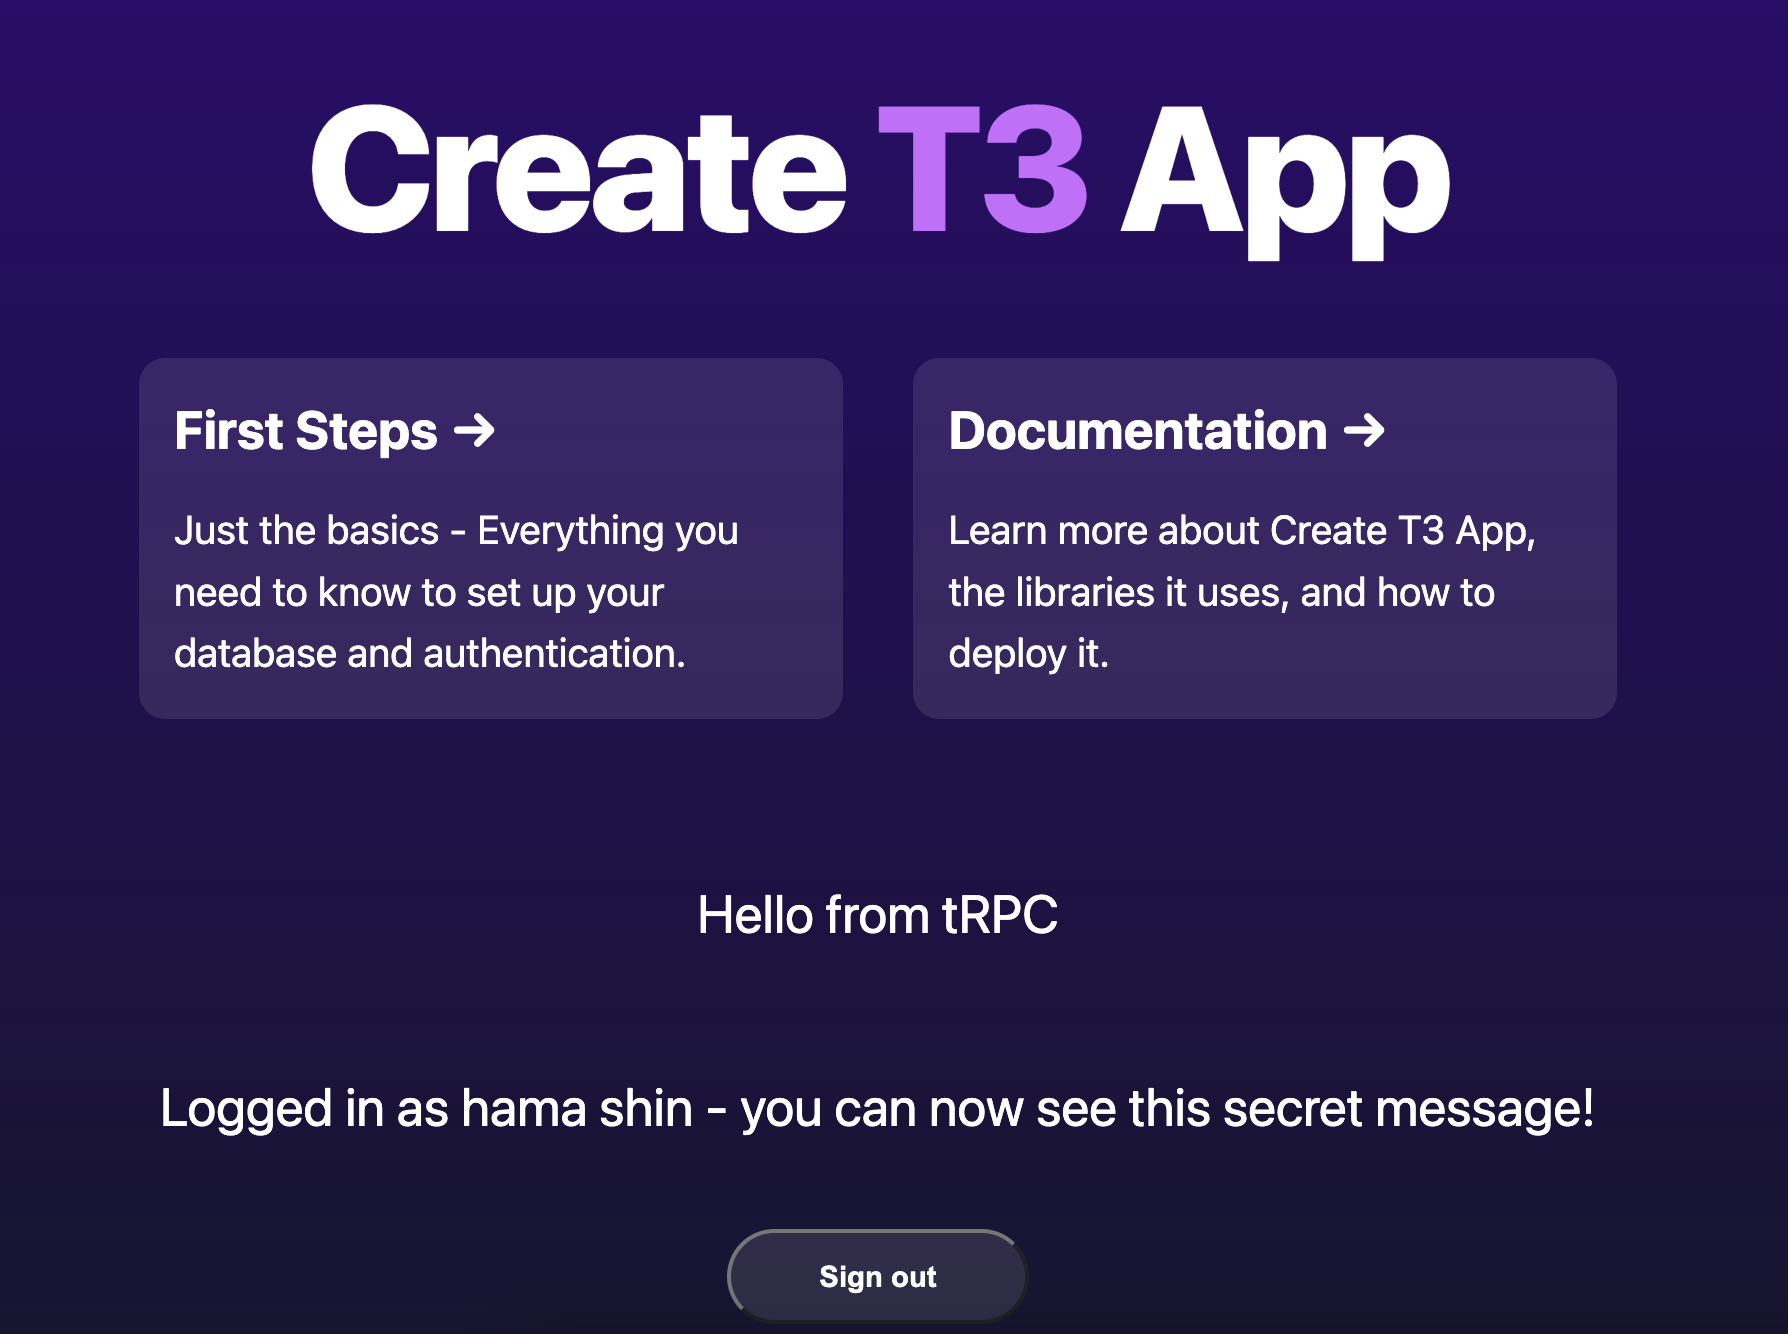 Create T3 App
First Steps →
Just the basics - Everything you
need to know to set up your
database and authentication.
Documentation →
Learn more about Create T3 App,
the libraries it uses, and how to
deploy it.
Hello from tRPC
Logged in as hama shin - you can now see this secret message!
Sign out